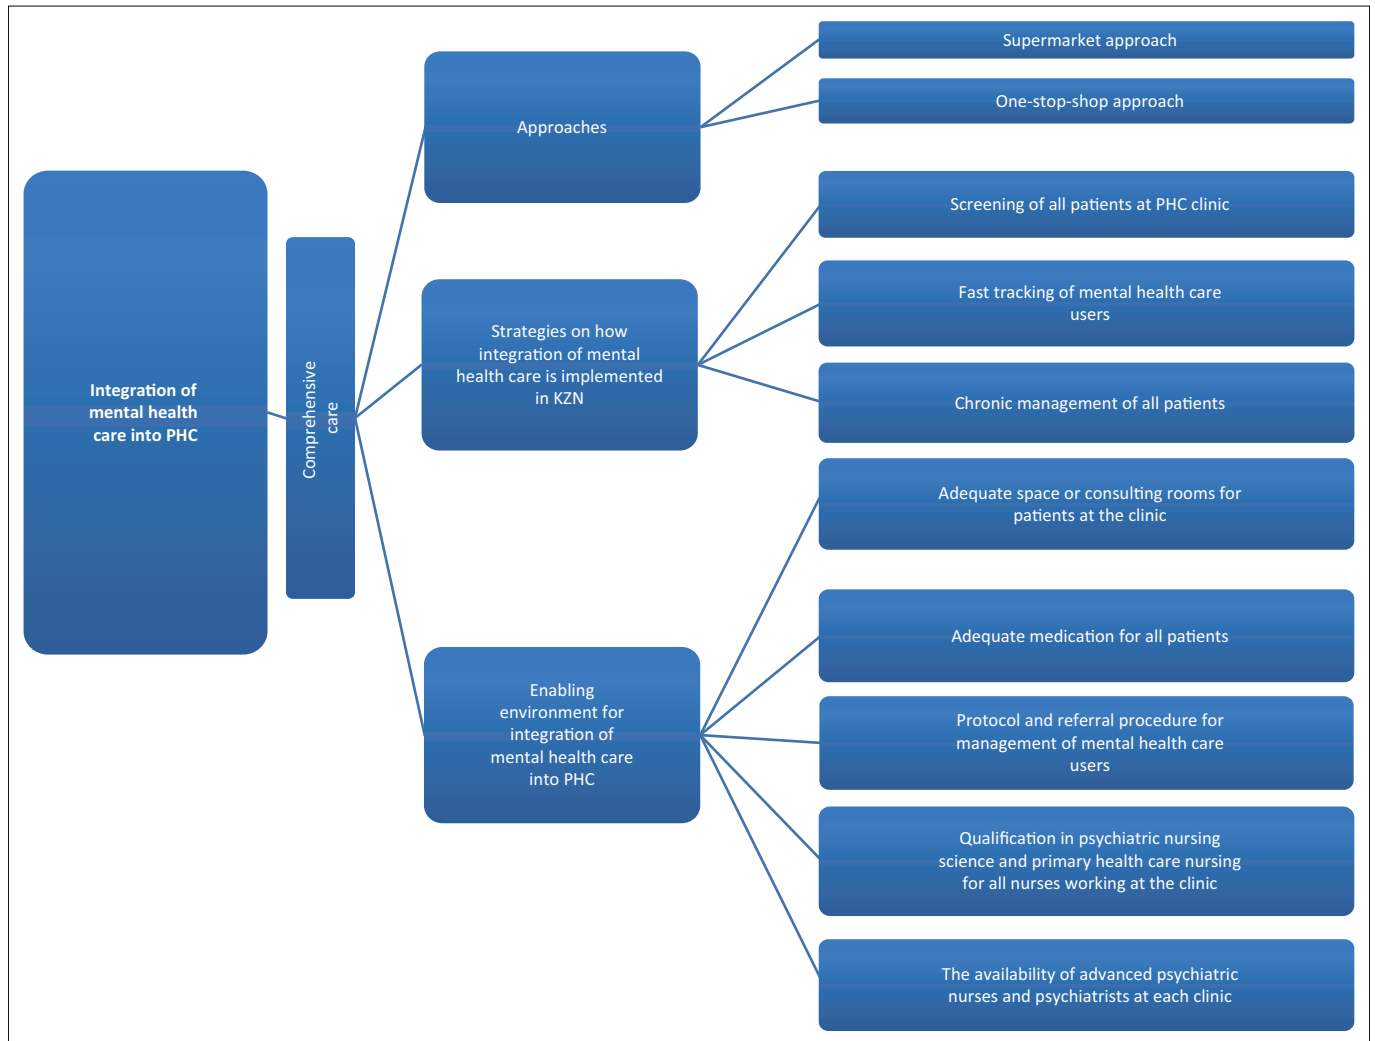 Integration of
mental health
care into PHC
Comprehensive
care
Approaches
Supermarket approach
One-stop-shop approach
Strategies on how
integration of mental
health care is implemented
in KZN
Screening of all patients at PHC clinic
Fast tracking of mental health care
users
Chronic management of all patients
Enabling
environment for
integration of
mental health care
into PHC
Adequate space or consulting rooms for
patients at the clinic
Adequate medication for all patients
Protocol and referral procedure for
management of mental health care
users
Qualification in psychiatric nursing
science and primary health care nursing
for all nurses working at the clinic
The availability of advanced psychiatric
nurses and psychiatrists at each clinic